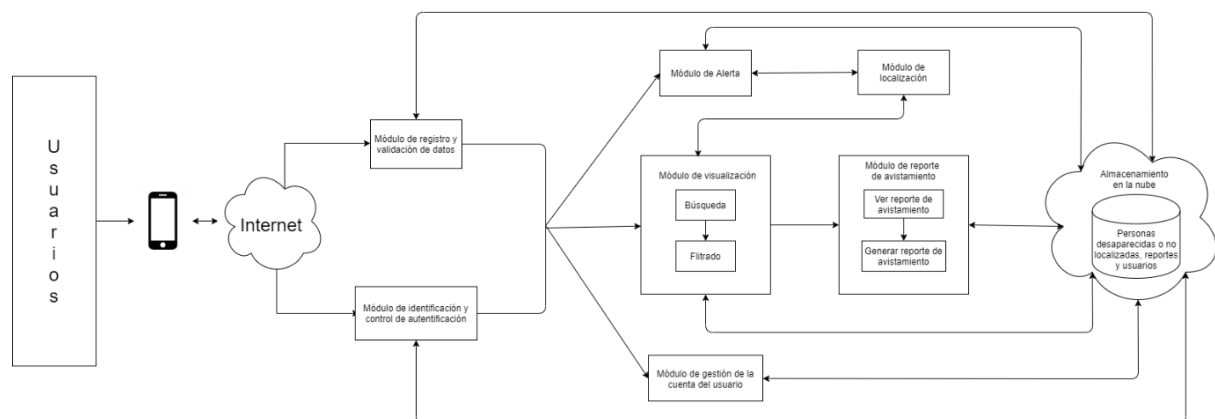 Usuarios
Internet
Módulo de registro y
validación de datos
Módulo de identificación y
control de autentificación
Módulo de Alerta
Módulo de
localización
Módulo de visualización
Búsqueda
Flitrado
Módulo de reporte
de avistamiento
Ver reporte de
avistamiento
Generar reporte de
avistamiento
Módulo de gestión de la
cuenta del usuario
Almacenamiento
en la nube
Personas
desaparecidas o no
localizadas, reportes
y usuarios